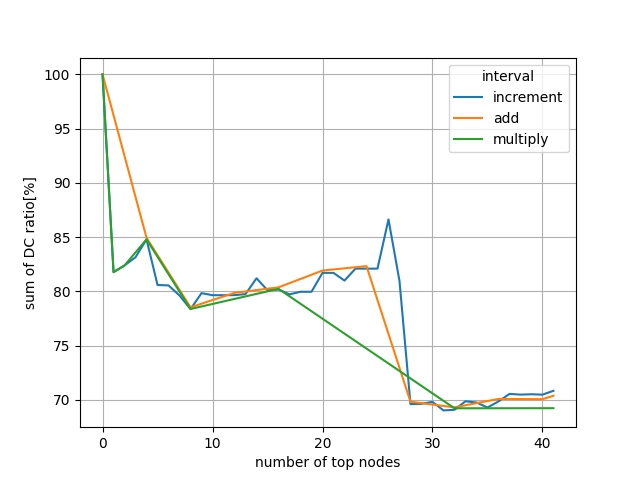 interval
increment
add
multiply
100
95
90
85
80
75
70
sum of DC ratio[%]
0 10 20 30 40
number of top nodes